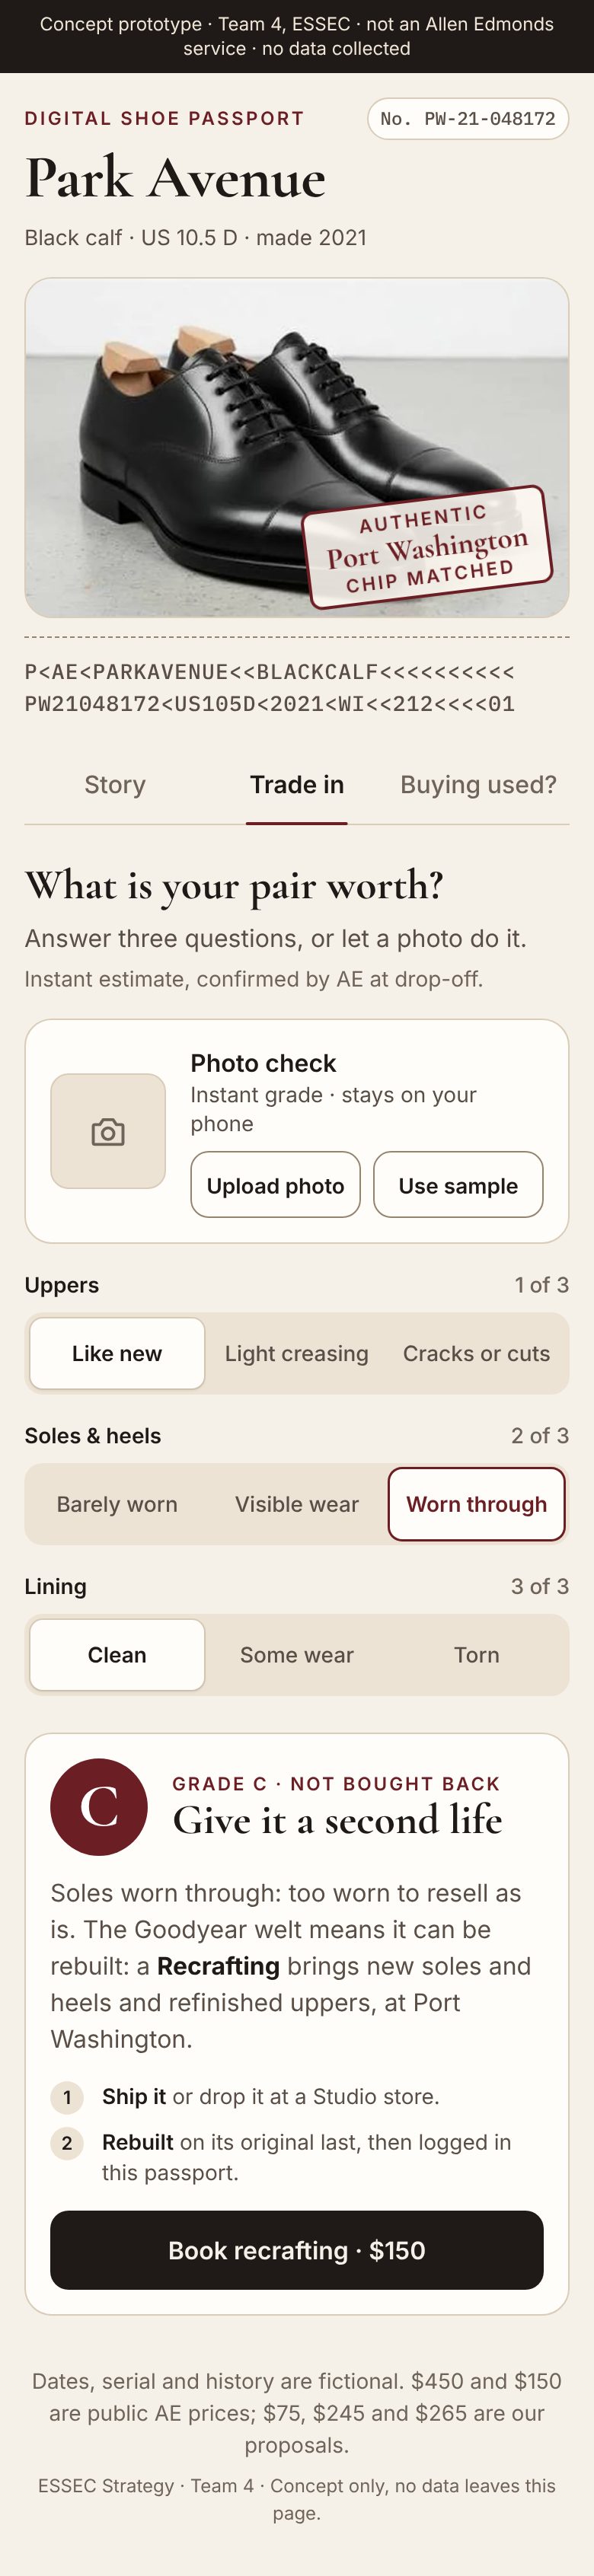 Concept prototype · Team 4, ESSEC · not an Allen Edmonds
service · no data collected
DIGITAL SHOE PASSPORT
No. PW-21-048172
Park Avenue
Black calf · US 10.5 D · made 2021
AUTHENTIC
Port Washington
CHIP MATCHED
P<AE<PARKAVENUE<<BLACKCALF<<<<<<<<<<
PW21048172<US105D<2021<WI<<212<<<<01
Story
Trade in
Buying used?
What is your pair worth?
Answer three questions, or let a photo do it.
Instant estimate, confirmed by AE at drop-off.
Photo check
Instant grade · stays on your
phone
Upload photo
Use sample
Uppers
1 of 3
Like new
Light creasing
Cracks or cuts
Soles & heels
2 of 3
Barely worn
Visible wear
Worn through
Lining
3 of 3
Clean
Some wear
Torn
C
GRADE C · NOT BOUGHT BACK
Give it a second life
Soles worn through: too worn to resell as
is. The Goodyear welt means it can be
rebuilt: a Recrafting brings new soles and
heels and refinished uppers, at Port
Washington.
1 Ship it or drop it at a Studio store.
2 Rebuilt on its original last, then logged in
this passport.
Book recrafting · $150
Dates, serial and history are fictional. $450 and $150
are public AE prices; $75, $245 and $265 are our
proposals.
ESSEC Strategy · Team 4 · Concept only, no data leaves this
page.